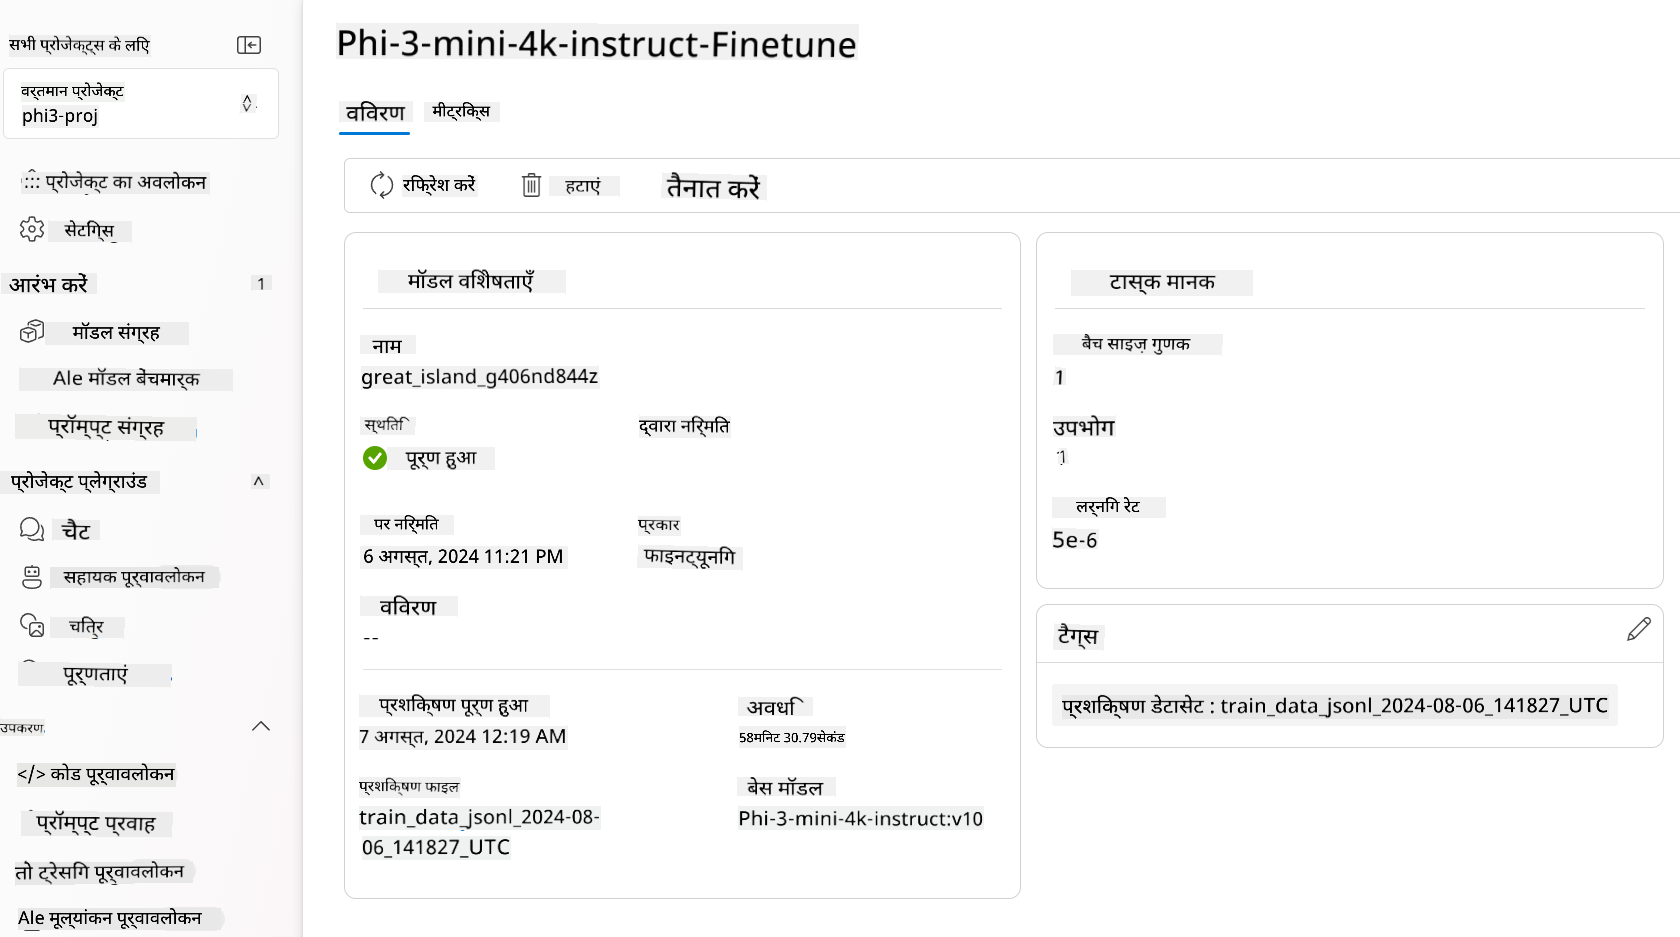 सभी प्रोजेक्ट्स के लिए
वर्तमान प्रोजेक्ट
phi3-proj
प्रोजेक्ट का अवलोकन
सेटिंग्स
आरंभ करें 1
मॉडल संग्रह
Ale मॉडल बेंचमार्क
प्रॉम्प्ट संग्रह
प्रोजेक्ट प्लेग्राउंड
चैट
सहायक पूर्वावलोकन
चित्र
पूर्णताएं
उपकरण
</> कोड पूर्वावलोकन
प्रॉम्प्ट प्रवाह
तो ट्रेसिंग पूर्वावलोकन
Ale मूल्यांकन पूर्वावलोकन
Phi-3-mini-4k-instruct-Finetune
विवरण मीट्रिक्स
रिफ्रेश करें हटाएं तैनात करें
मॉडल विशेषताएँ
नाम
great_island_g406nd844z
स्थिति द्वारा निर्मित
पूर्ण हुआ
पर निर्मित प्रकार
6 अगस्त, 2024 11:21 PM फाइनट्यूनिंग
विवरण
--
प्रशिक्षण पूर्ण हुआ अवधि
7 अगस्त, 2024 12:19 AM 58मिनट 30.79सेकंड
प्रशिक्षण फाइल बेस मॉडल
train_data_jsonl_2024-08- Phi-3-mini-4k-instruct:v10
06_141827_UTC
टास्क मानक
बैच साइज़ गुणक
1
उपभोग
1
लर्निंग रेट
5e-6
टैग्स
प्रशिक्षण डेटासेट : train_data_jsonl_2024-08-06_141827_UTC